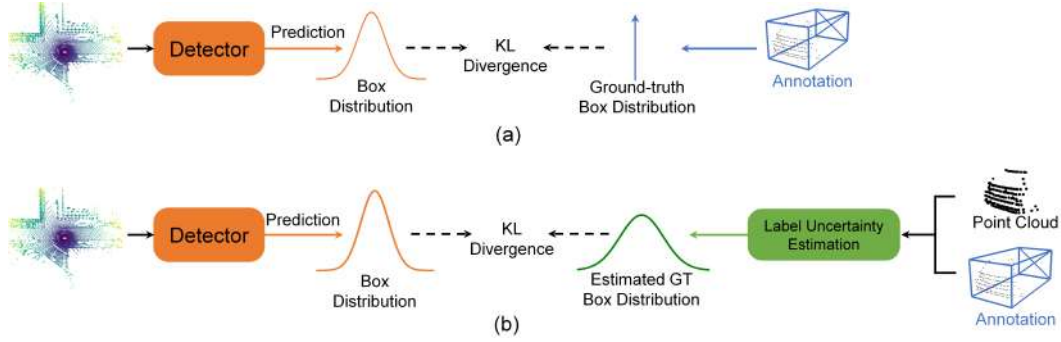 Detector
Prediction
Box
Distribution
KL
Divergence
Ground-truth
Box Distribution
Annotation
(a)
Detector
Prediction
Box
Distribution
KL
Divergence
Estimated GT
Box Distribution
Label Uncertainty
Estimation
Point Cloud
Annotation
(b)